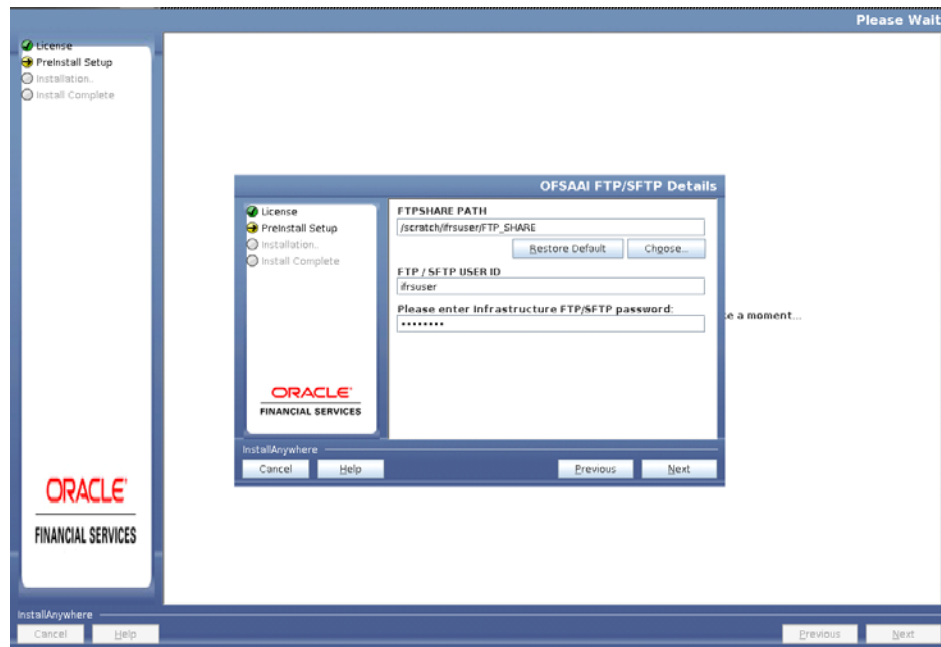 Please Wait
License
PreInstall Setup
Installation..
Install Complete
OFSAAI FTP/SFTP Details
License
PreInstall Setup
Installation..
Install Complete
FTPSHARE PATH
/scratch/ifrsuser/FTP_SHARE
Restore Default
Choose...
FTP / SFTP USER ID
ifrsuser
Please enter Infrastructure FTP/SFTP password:
••••••••
e a moment...
ORACLE
FINANCIAL SERVICES
InstallAnywhere
Cancel
Help
Previous
Next
ORACLE
FINANCIAL SERVICES
InstallAnywhere
Cancel
Help
Previous
Next